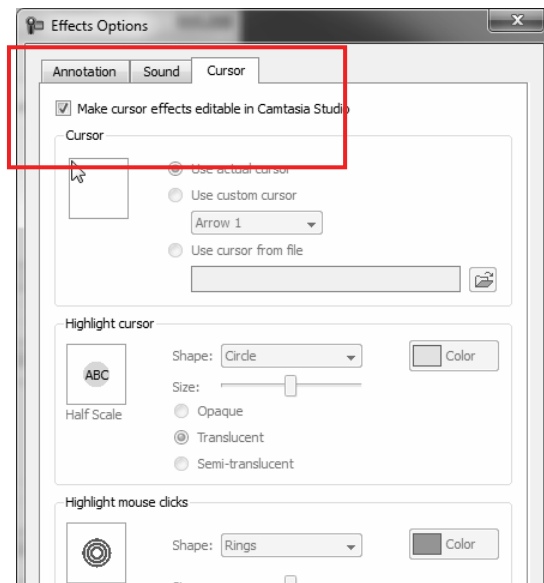 Effects Options
Annotation Sound Cursor
Make cursor effects editable in Camtasia Studio
Cursor
Use actual cursor
Use custom cursor
Arrow 1
Use cursor from file
Highlight cursor
Shape: Circle Color
ABC
Size:
Half Scale
Opaque
Translucent
Semi-translucent
Highlight mouse clicks
Shape: Rings Color